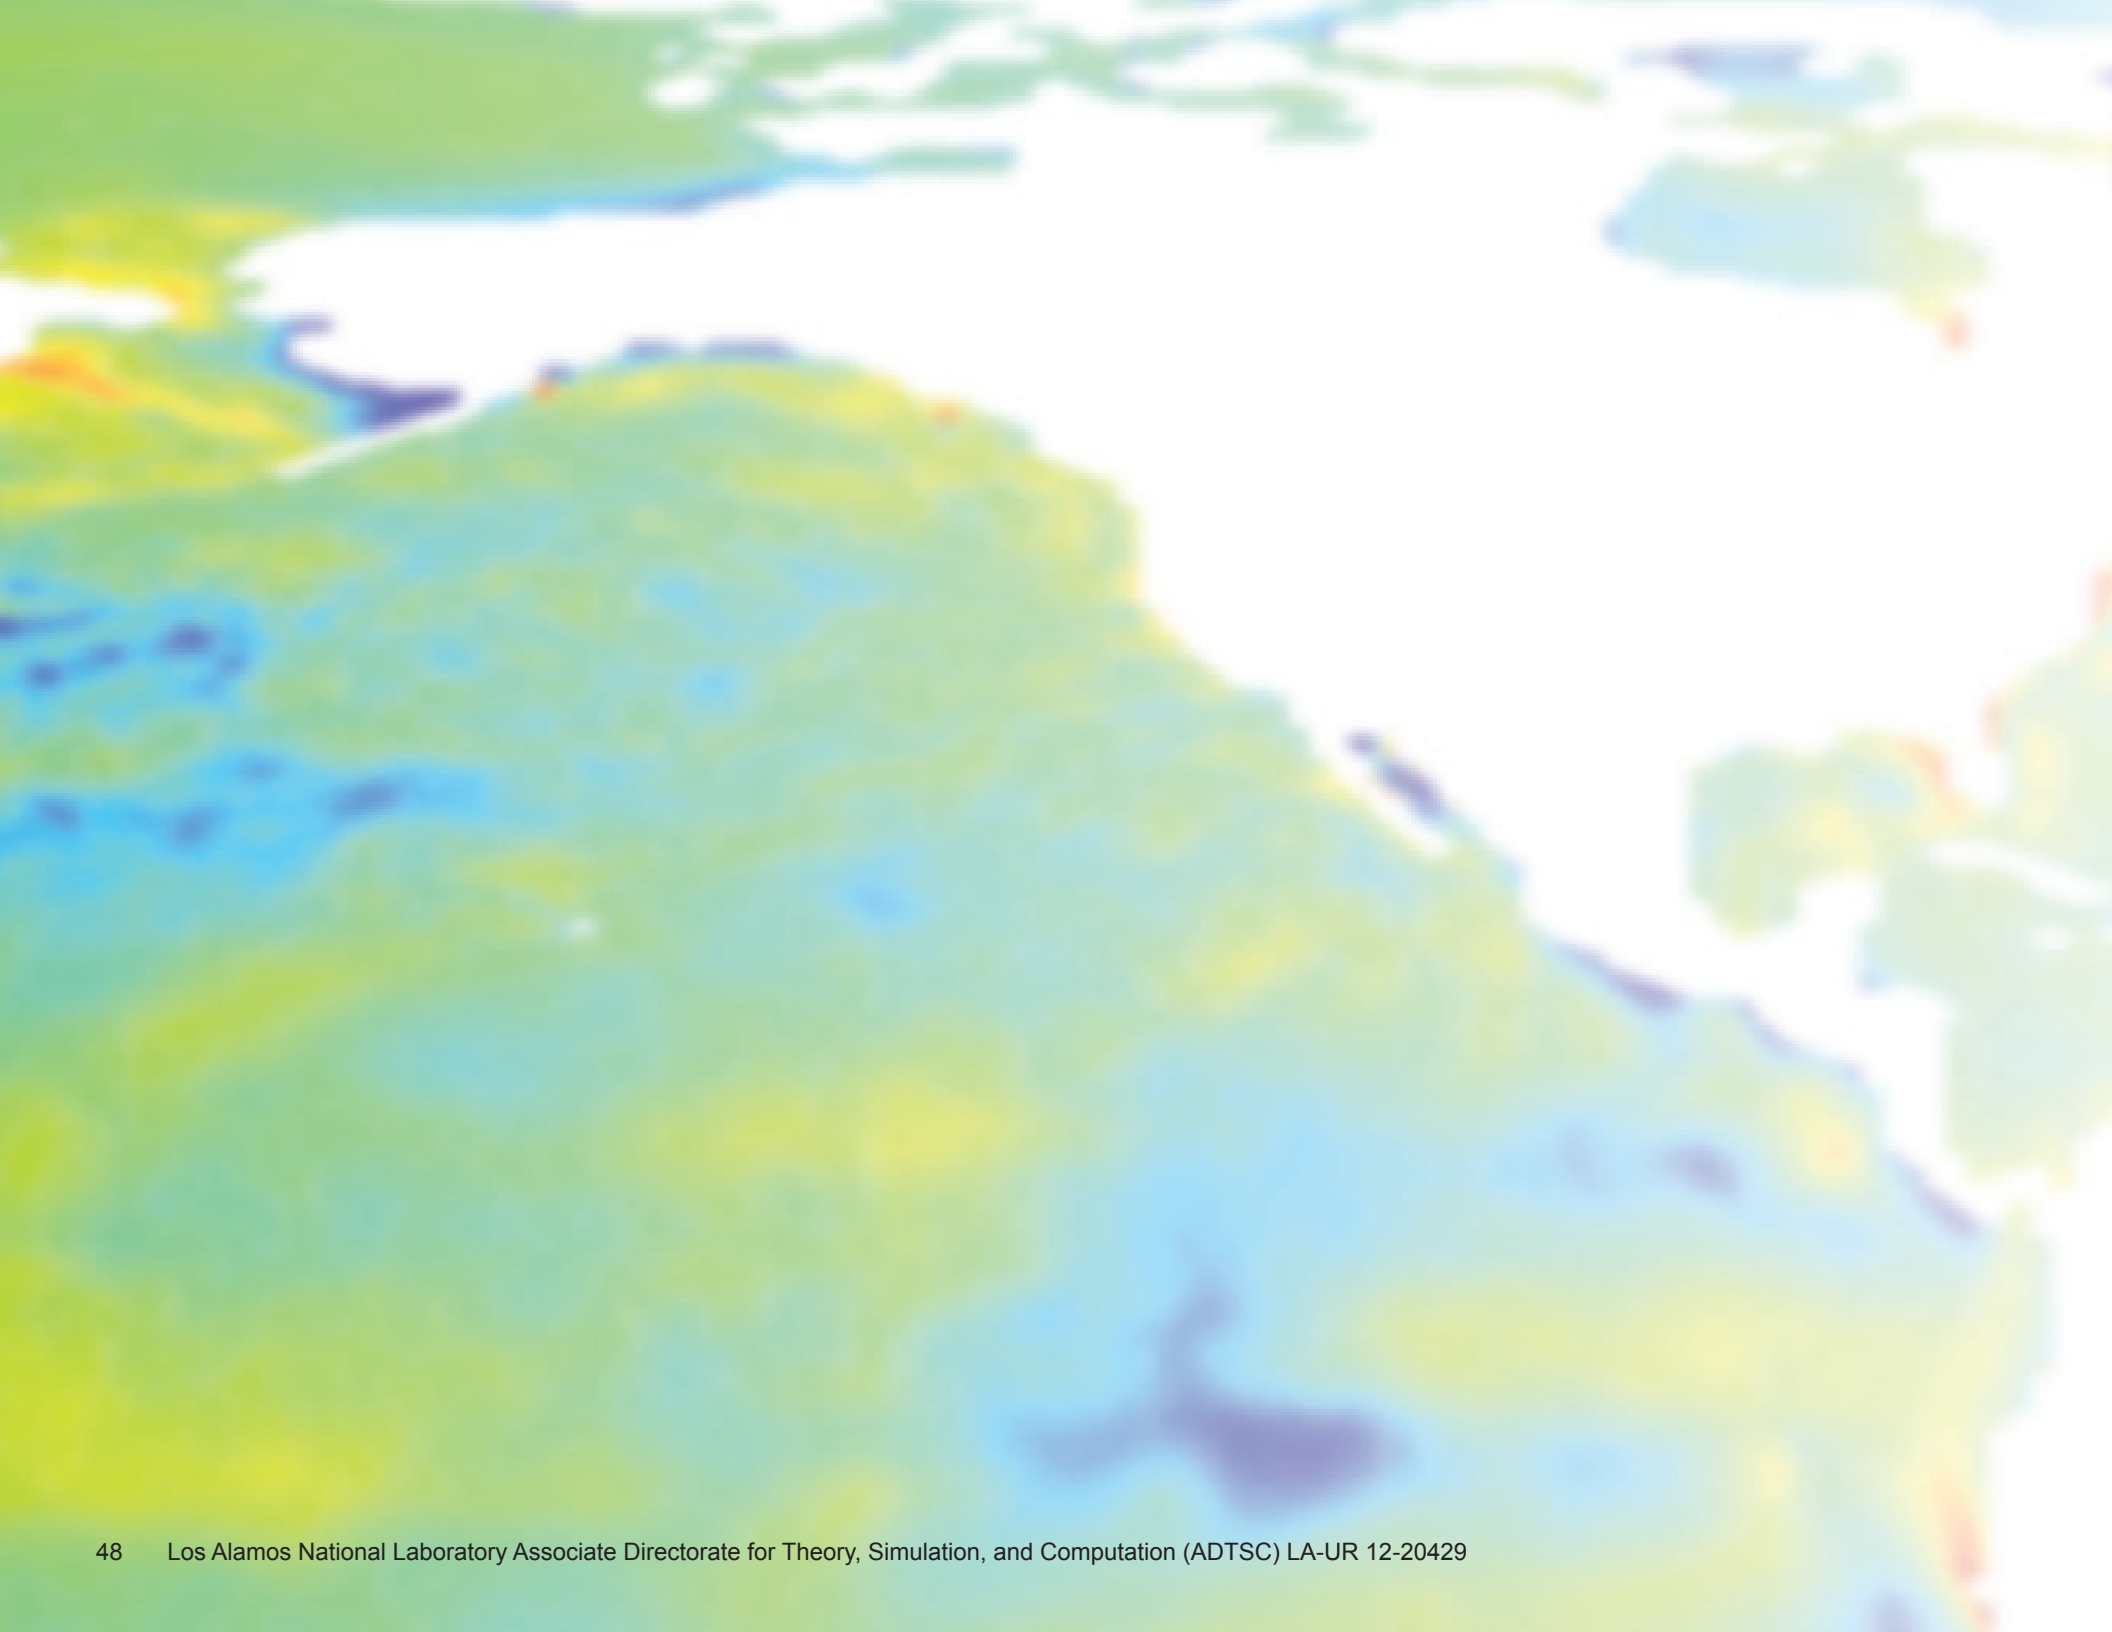 48 Los Alamos National Laboratory Associate Directorate for Theory, Simulation, and Computation (ADTSC) LA-UR 12-20429